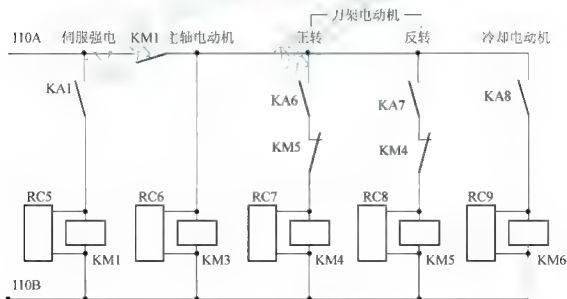 刀架电动机
110A 伺服强电 KM1 主轴电动机 正转 反转 冷却电动机
KA1 KA6 KA7 KA8
KM5 KM4
RC5 RC6 RC7 RC8 RC9
KM1 KM3 KM4 KM5 KM6
110B